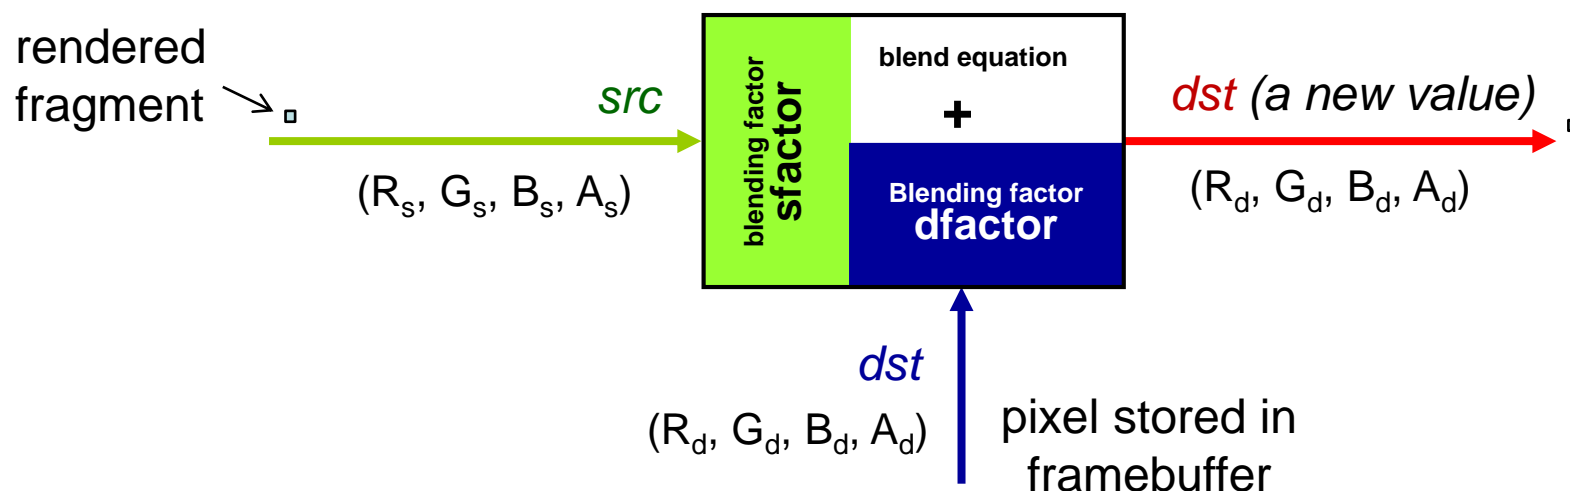 rendered
fragment
src
(Rs, Gs, Bs, As)
blending factor
sfactor
blend equation
+
Blending factor
dfactor
dst (a new value)
(Rd, Gd, Bd, Ad)
dst
(Rd, Gd, Bd, Ad)
pixel stored in
framebuffer